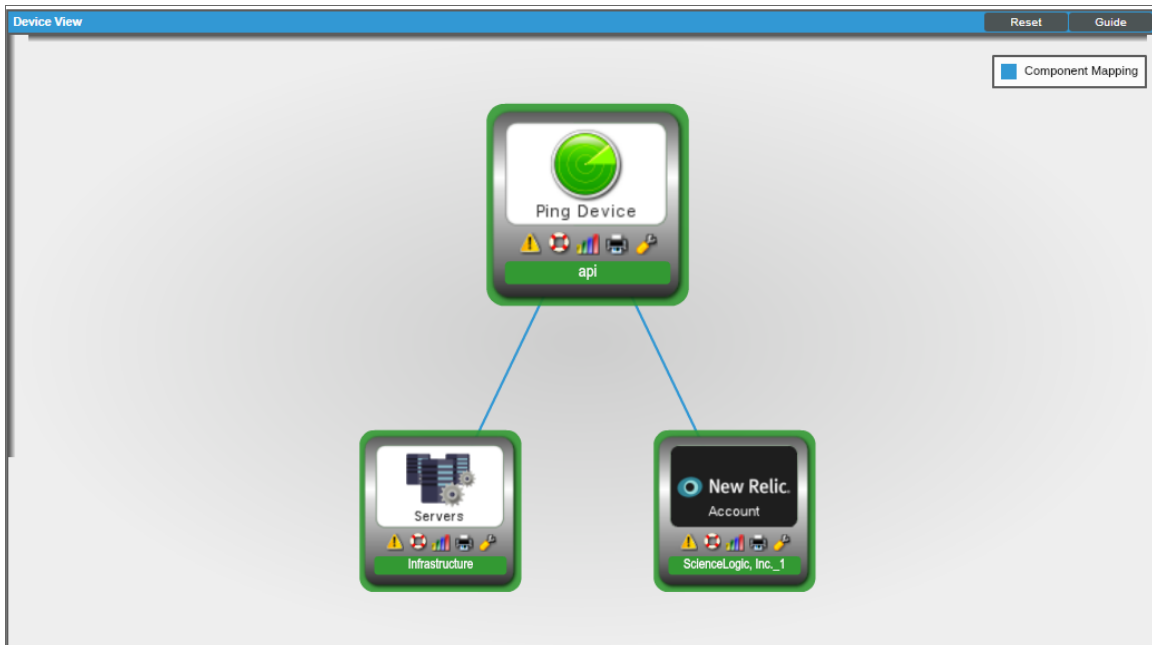 Device View
Reset
Guide
Component Mapping
Ping Device
api
Servers
Infrastructure
New Relic.
Account
ScienceLogic, Inc._1